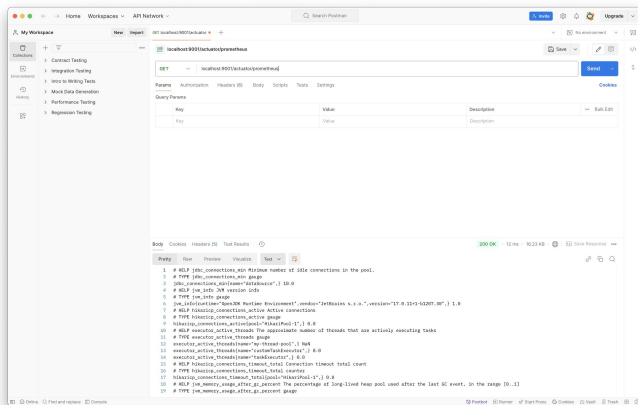 Home Workspaces API Network Search Postman Invite Upgrade
My Workspace New Import GET localhost:9001/actuator No environment
Collections
Environments
History
Contract Testing
Integration Testing
Intro to Writing Tests
Mock Data Generation
Performance Testing
Regression Testing
localhost:9001/actuator/prometheus Save
GET localhost:9001/actuator/prometheus Send
Params Authorization Headers (6) Body Scripts Tests Settings Cookies
Query Params
Key Value Description Bulk Edit
Key Value Description
Body Cookies Headers (5) Test Results 200 OK 12 ms 16.23 KB Save Response
Pretty Raw Preview Visualize Text
1 # HELP jdbc_connections_min Minimum number of idle connections in the pool.
2 # TYPE jdbc_connections_min gauge
3 jdbc_connections_min{name="dataSource",} 10.0
4 # HELP jvm_info JVM version info
5 # TYPE jvm_info gauge
6 jvm_info{runtime="OpenJDK Runtime Environment",vendor="JetBrains s.r.o.",version="17.0.11+1-b1207.30",} 1.0
7 # HELP hikaricp_connections_active Active connections
8 # TYPE hikaricp_connections_active gauge
9 hikaricp_connections_active{pool="HikariPool-1",} 0.0
10 # HELP executor_active_threads The approximate number of threads that are actively executing tasks
11 # TYPE executor_active_threads gauge
12 executor_active_threads{name="my-thread-pool",} NaN
13 executor_active_threads{name="customTaskExecutor",} 0.0
14 executor_active_threads{name="taskExecutor",} 0.0
15 # HELP hikaricp_connections_timeout_total Connection timeout total count
16 # TYPE hikaricp_connections_timeout_total counter
17 hikaricp_connections_timeout_total{pool="HikariPool-1",} 0.0
18 # HELP jvm_memory_usage_after_gc_percent The percentage of long-lived heap pool used after the last GC event, in the range [0..1]
19 # TYPE jvm_memory_usage_after_gc_percent gauge
Online Find and replace Console Postbot Runner Start Proxy Cookies Vault Trash